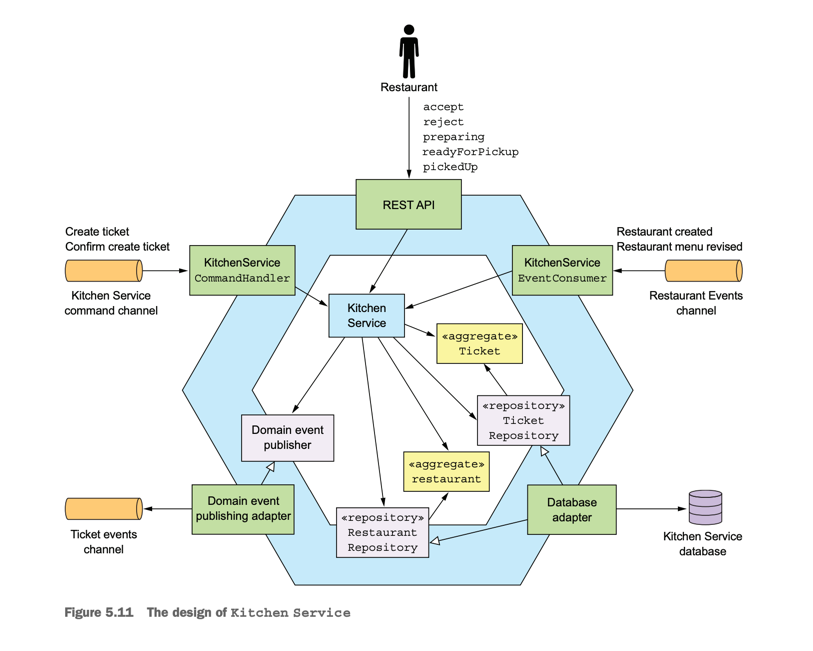 Restaurant
accept
reject
preparing
readyForPickup
pickedUp
REST API
Create ticket
Confirm create ticket
Kitchen Service
command channel
KitchenService
CommandHandler
KitchenService
EventConsumer
Restaurant created
Restaurant menu revised
Restaurant Events
channel
Kitchen
Service
«aggregate»
Ticket
«repository»
Ticket
Repository
Domain event
publisher
«aggregate»
restaurant
«repository»
Restaurant
Repository
Domain event
publishing adapter
Ticket events
channel
Database
adapter
Kitchen Service
database
Figure 5.11 The design of Kitchen Service